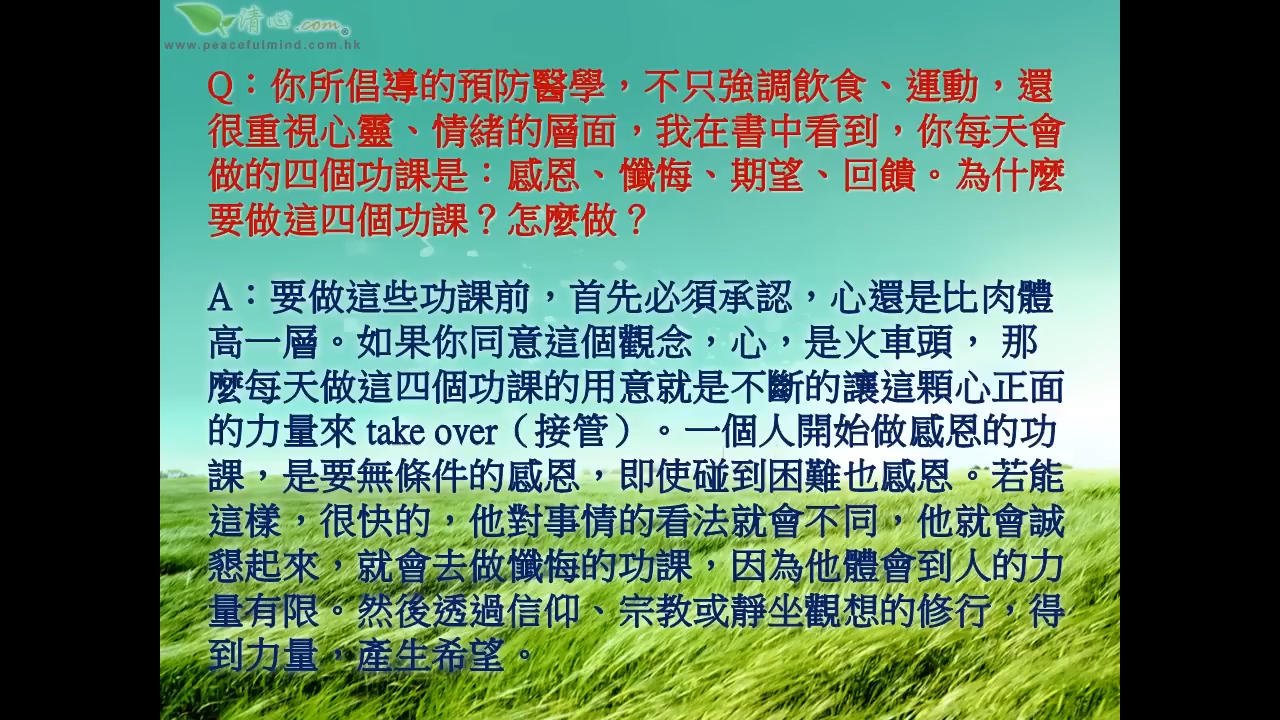 清心.com®
www.peacefulmind.com.hk
Q：你所倡導的預防醫學，不只強調飲食、運動，還
很重視心靈、情緒的層面，我在書中看到，你每天會
做的四個功課是：感恩、懺悔、期望、回饋。為什麼
要做這四個功課？怎麼做？
A：要做這些功課前，首先必須承認，心還是比肉體
高一層。如果你同意這個觀念，心，是火車頭， 那
麼每天做這四個功課的用意就是不斷的讓這顆心正面
的力量來 take over（接管）。一個人開始做感恩的功
課，是要無條件的感恩，即使碰到困難也感恩。若能
這樣，很快的，他對事情的看法就會不同，他就會誠
懇起來，就會去做懺悔的功課，因為他體會到人的力
量有限。然後透過信仰、宗教或靜坐觀想的修行，得
到力量，產生希望。